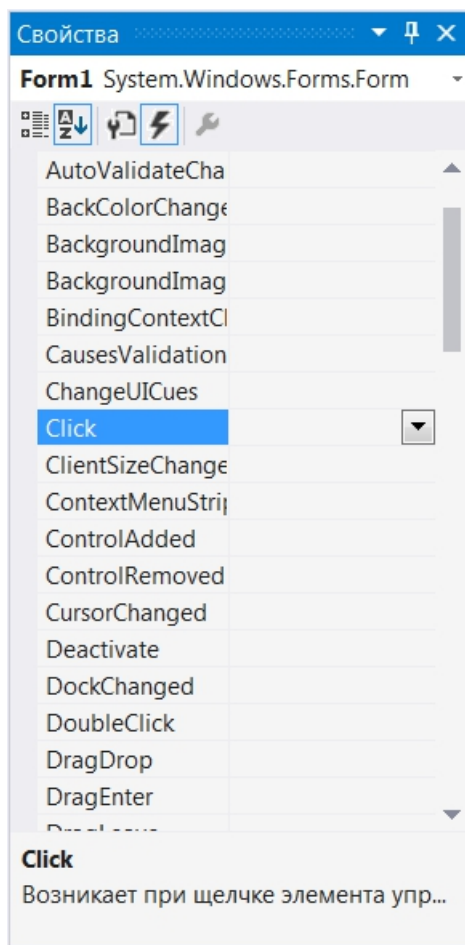 Свойства
Form1 System.Windows.Forms.Form
AutoValidateCha
BackColorChange
BackgroundImag
BackgroundImag
BindingContextCl
CausesValidation
ChangeUICues
Click
ClientSizeChange
ContextMenuStrip
ControlAdded
ControlRemoved
CursorChanged
Deactivate
DockChanged
DoubleClick
DragDrop
DragEnter
Click
Возникает при щелчке элемента упр...